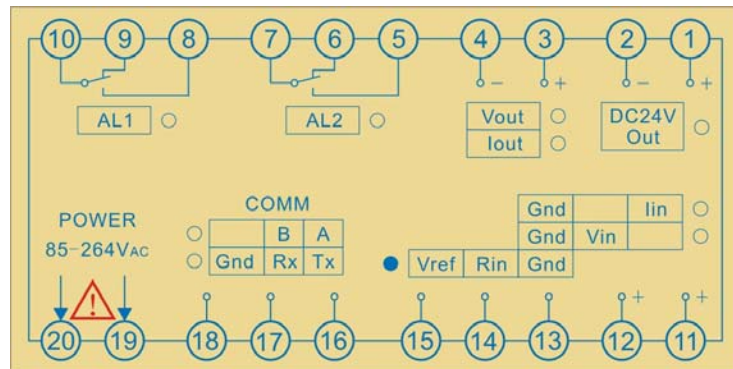 10 9 8 7 6 5 4 3 2 1
- + - +
AL1 AL2 Vout DC24V
Iout Out
COMM
POWER Gnd Iin
85-264VAC B A Gnd Vin
Gnd Rx Tx Vref Rin Gnd
+ +
20 19 18 17 16 15 14 13 12 11